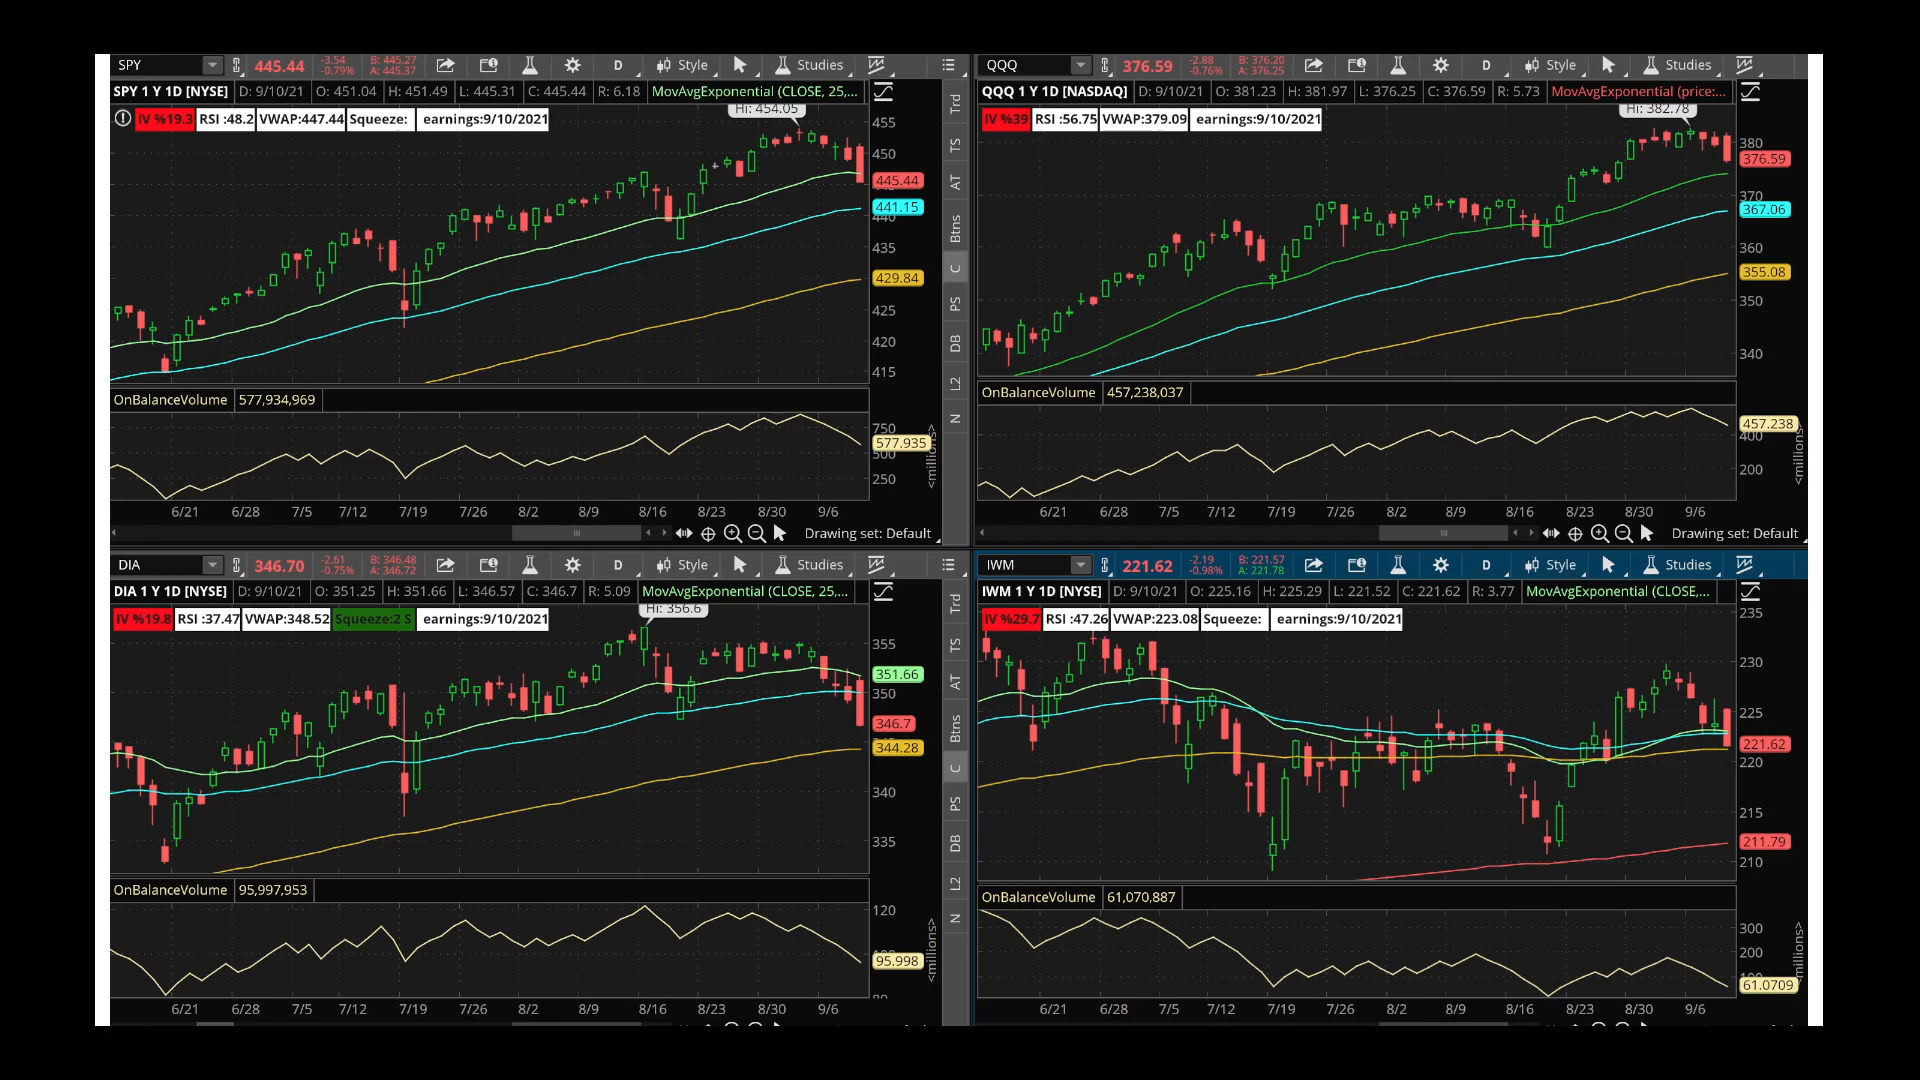 SPY 445.44 -3.54 -0.79% B: 445.27 A: 445.37 D Style Studies
SPY 1 Y 1D [NYSE] D: 9/10/21 O: 451.04 H: 451.49 L: 445.31 C: 445.44 R: 6.18 MovAvgExponential (CLOSE, 25,...
IV %19.3 RSI :48.2 VWAP:447.44 Squeeze: earnings:9/10/2021
Hi: 454.05
455
450
445.44
441.15
440
435
429.84
425
420
415
OnBalanceVolume 577,934,969
750
577.935
500
250
<millions>
6/21 6/28 7/5 7/12 7/19 7/26 8/2 8/9 8/16 8/23 8/30 9/6
Drawing set: Default
Trd
TS
AT
Btns
C
PS
DB
L2
N
QQQ 376.59 -2.88 -0.76% B: 376.20 A: 376.25 D Style Studies
QQQ 1 Y 1D [NASDAQ] D: 9/10/21 O: 381.23 H: 381.97 L: 376.25 C: 376.59 R: 5.73 MovAvgExponential (price:...
IV %39 RSI :56.75 VWAP:379.09 earnings:9/10/2021
Hi: 382.78
380
376.59
370
367.06
360
355.08
350
340
OnBalanceVolume 457,238,037
457.238
400
200
<millions>
6/21 6/28 7/5 7/12 7/19 7/26 8/2 8/9 8/16 8/23 8/30 9/6
Drawing set: Default
DIA 346.70 -2.61 -0.75% B: 346.48 A: 346.72 D Style Studies
DIA 1 Y 1D [NYSE] D: 9/10/21 O: 351.25 H: 351.66 L: 346.57 C: 346.7 R: 5.09 MovAvgExponential (CLOSE, 25,...
IV %19.8 RSI :37.47 VWAP:348.52 Squeeze:2 S earnings:9/10/2021
Hi: 356.6
355
351.66
350
346.7
344.28
340
335
OnBalanceVolume 95,997,953
120
95.998
80
<millions>
6/21 6/28 7/5 7/12 7/19 7/26 8/2 8/9 8/16 8/23 8/30 9/6
Trd
TS
AT
Btns
C
PS
DB
L2
N
IWM 221.62 -2.19 -0.98% B: 221.57 A: 221.78 D Style Studies
IWM 1 Y 1D [NYSE] D: 9/10/21 O: 225.16 H: 225.29 L: 221.52 C: 221.62 R: 3.77 MovAvgExponential (CLOSE,...
IV %29.7 RSI :47.26 VWAP:223.08 Squeeze: earnings:9/10/2021
235
230
225
221.62
220
215
211.79
210
OnBalanceVolume 61,070,887
300
200
100
61.0709
<millions>
6/21 6/28 7/5 7/12 7/19 7/26 8/2 8/9 8/16 8/23 8/30 9/6